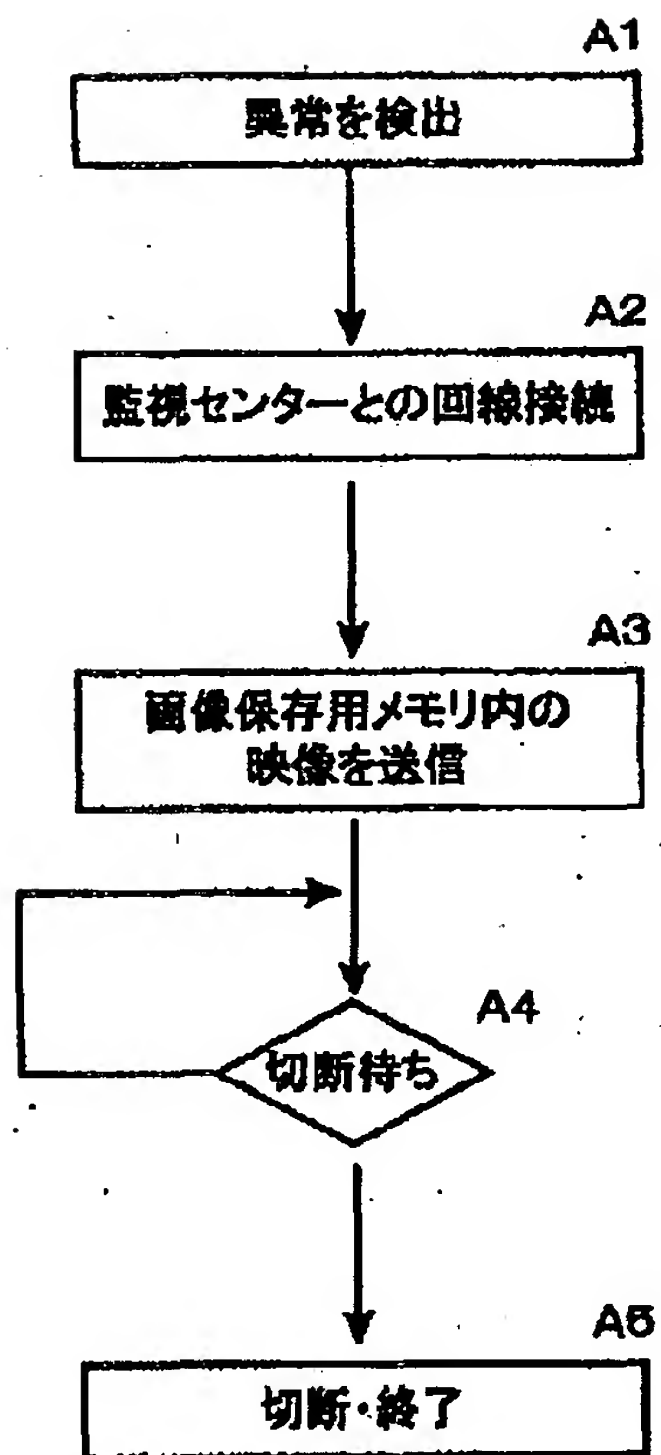 A1
異常を検出
A2
監視センターとの回線接続
A3
画像保存用メモリ内の
映像を送信
A4
切断待ち
A5
切断・終了